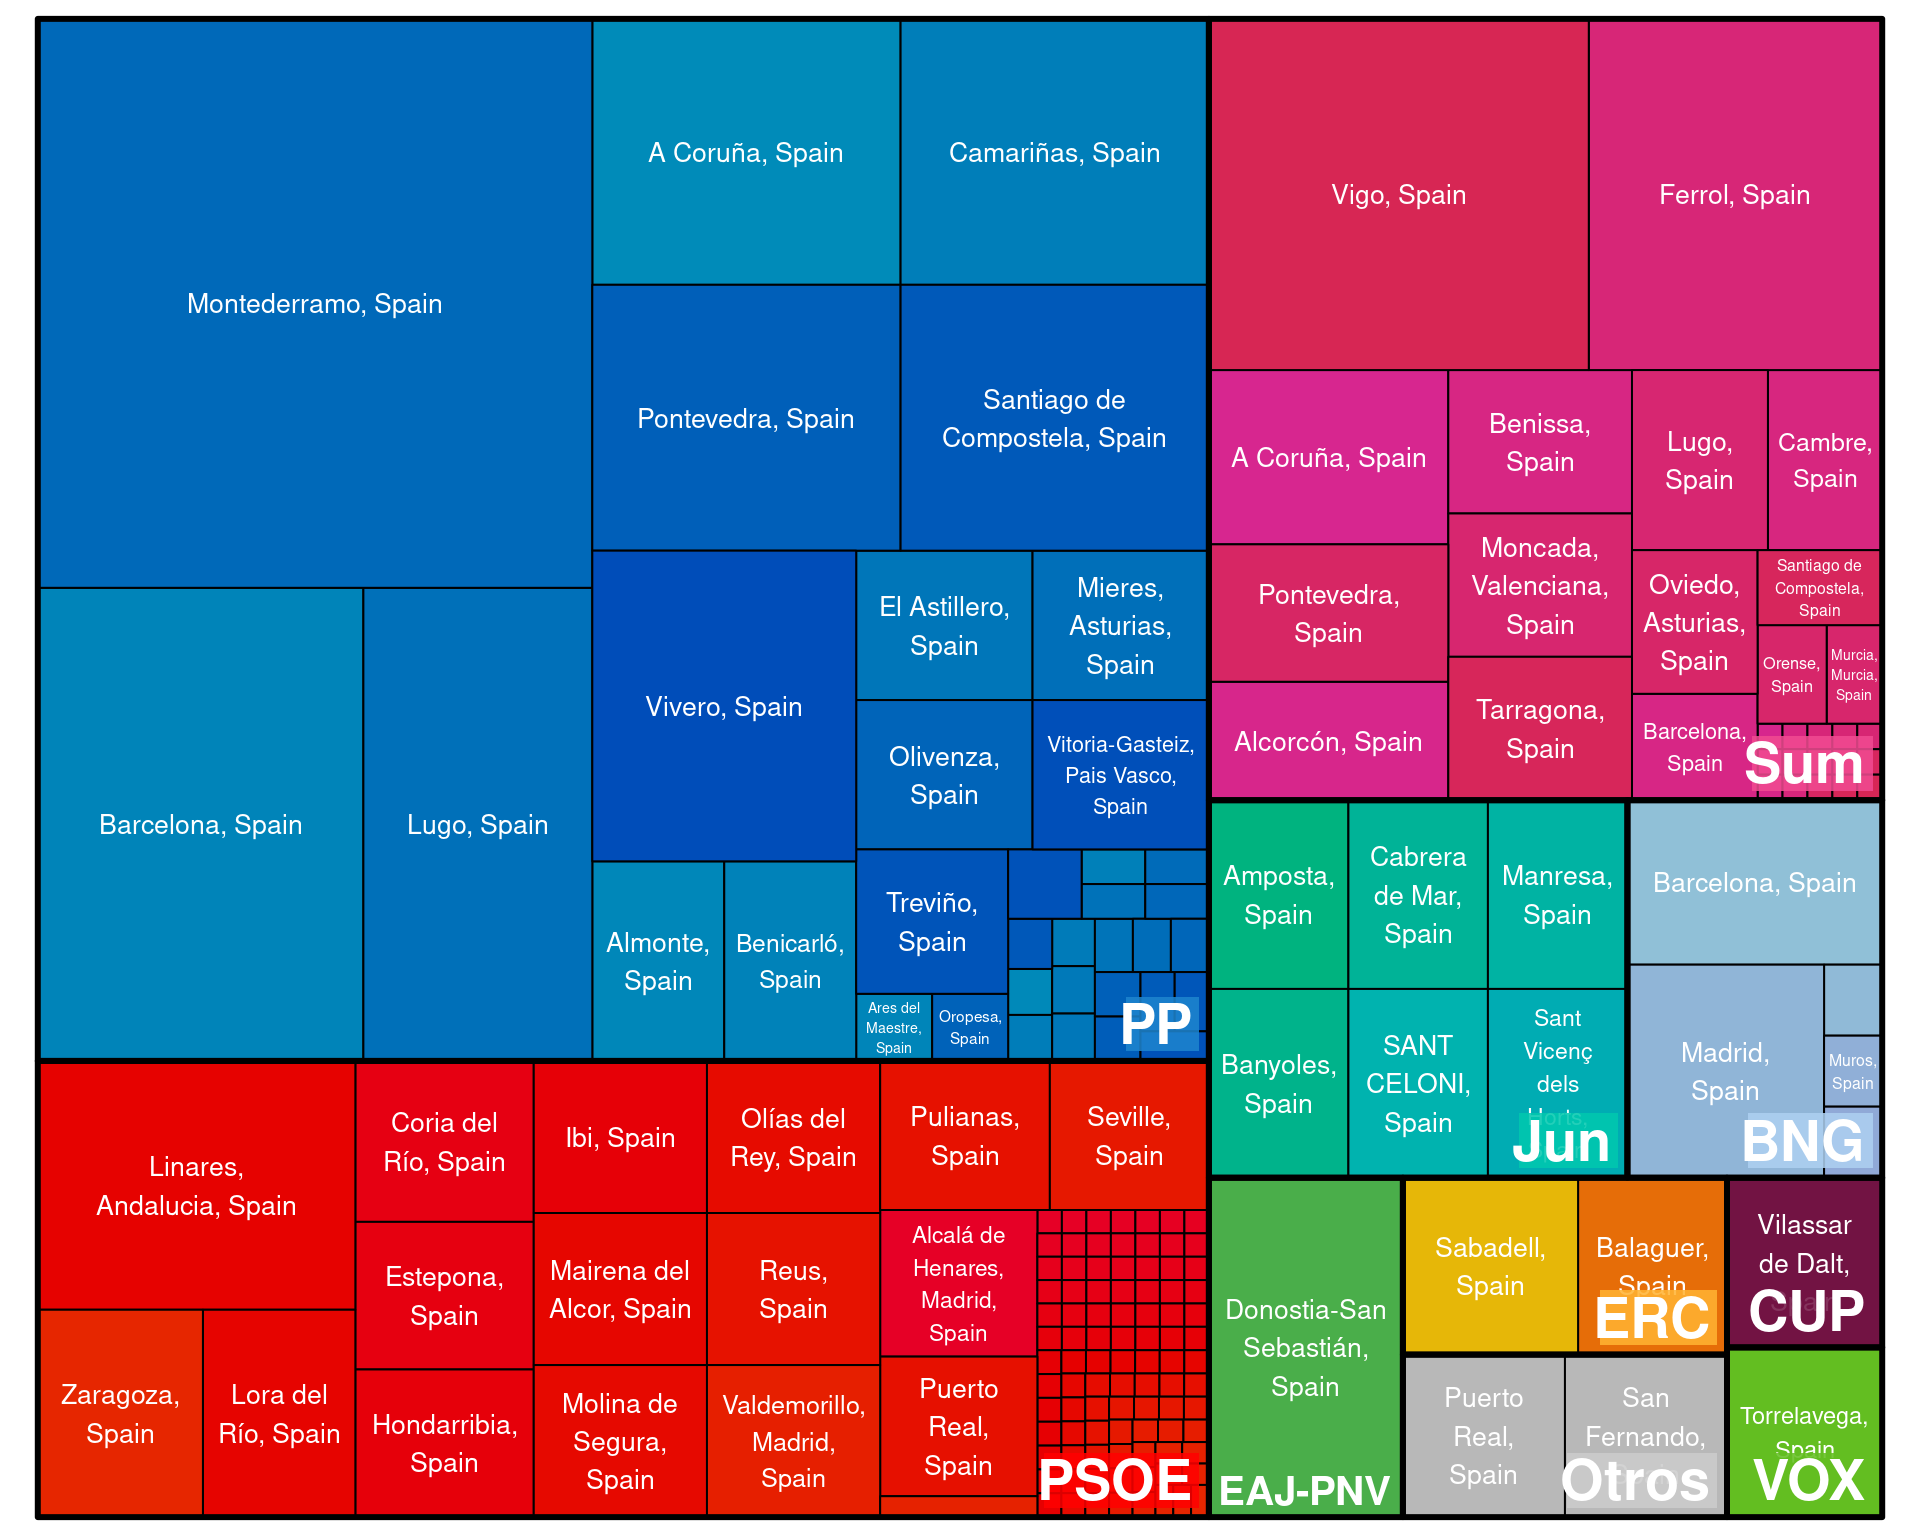 Montederramo, Spain
A Coruña, Spain
Camariñas, Spain
Pontevedra, Spain
Santiago de
Compostela, Spain
Barcelona, Spain
Lugo, Spain
Vivero, Spain
El Astillero,
Spain
Mieres,
Asturias,
Spain
Olivenza,
Spain
Vitoria-Gasteiz,
Pais Vasco,
Spain
Almonte,
Spain
Benicarló,
Spain
Treviño,
Spain
Ares del
Maestre,
Spain
Oropesa,
Spain
PP
Vigo, Spain
Ferrol, Spain
A Coruña, Spain
Benissa,
Spain
Lugo,
Spain
Cambre,
Spain
Pontevedra,
Spain
Moncada,
Valenciana,
Spain
Oviedo,
Asturias,
Spain
Santiago de
Compostela,
Spain
Orense,
Spain
Murcia,
Murcia,
Spain
Alcorcón, Spain
Tarragona,
Spain
Barcelona,
Spain
Sum
Amposta,
Spain
Cabrera
de Mar,
Spain
Manresa,
Spain
Banyoles,
Spain
SANT
CELONI,
Spain
Sant
Vicenç
dels
Horts,
Jun
Barcelona, Spain
Madrid,
Spain
Muros,
Spain
BNG
Linares,
Andalucia, Spain
Zaragoza,
Spain
Lora del
Río, Spain
Coria del
Río, Spain
Estepona,
Spain
Hondarribia,
Spain
Ibi, Spain
Mairena del
Alcor, Spain
Molina de
Segura,
Spain
Olías del
Rey, Spain
Reus,
Spain
Valdemorillo,
Madrid,
Spain
Pulianas,
Spain
Seville,
Spain
Alcalá de
Henares,
Madrid,
Spain
Puerto
Real,
Spain
PSOE
Donostia-San
Sebastián,
Spain
EAJ-PNV
Sabadell,
Spain
Balaguer,
Spain
ERC
Vilassar
de Dalt,
Spain
CUP
Puerto
Real,
Spain
San
Fernando,
Otros
Torrelavega,
Spain
VOX